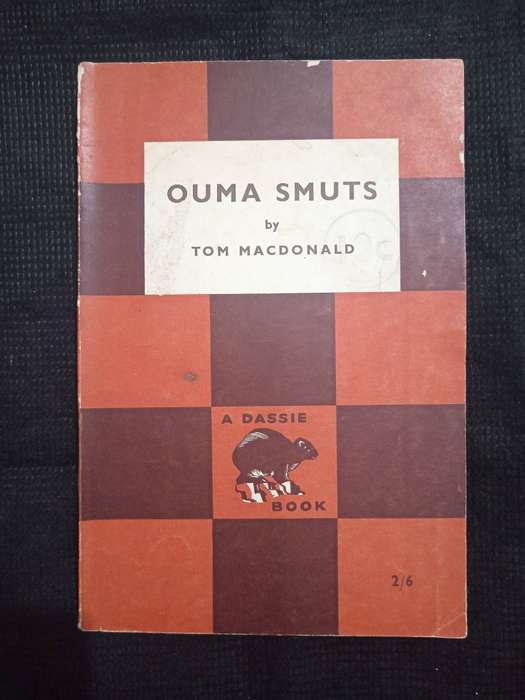 OUMA SMUTS
by
TOM MACDONALD
A DASSIE
BOOK
2/6